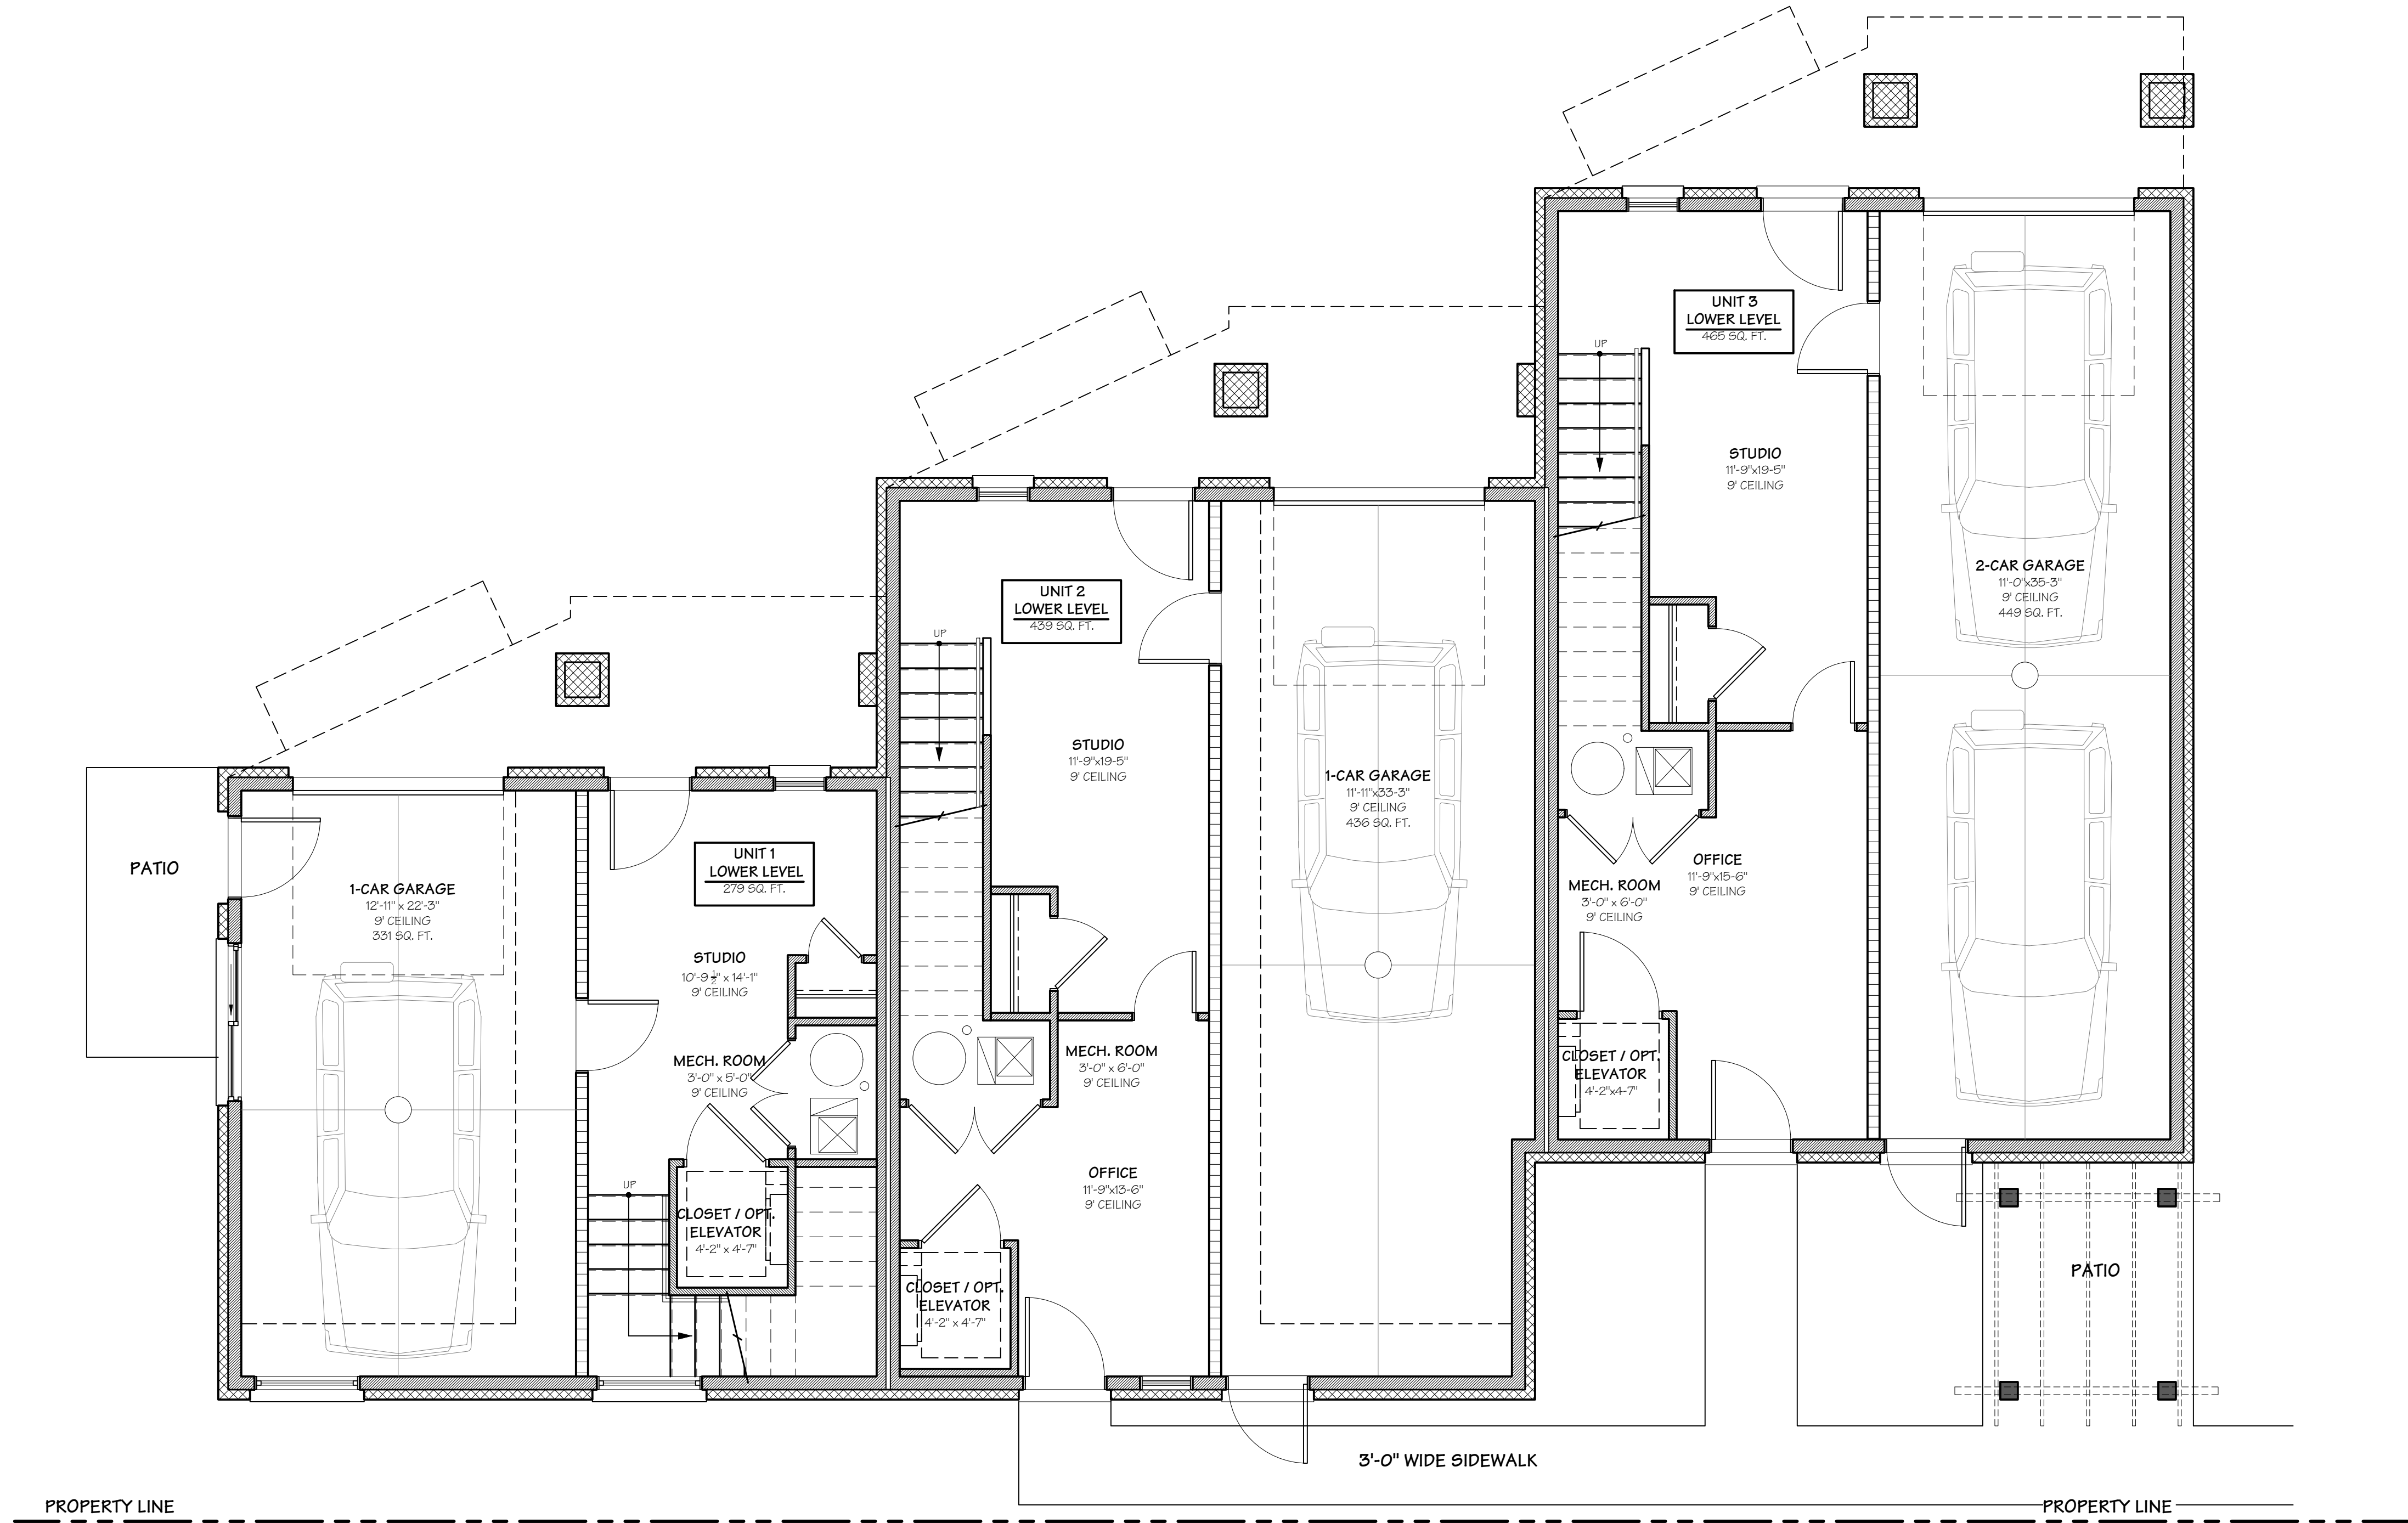 UNIT 3
LOWER LEVEL
465 SQ. FT.
UP
STUDIO
11'-9"x19-5"
9' CEILING
2-CAR GARAGE
11'-0"x35-3"
9' CEILING
449 SQ. FT.
OFFICE
11'-9"x15-6"
9' CEILING
MECH. ROOM
3'-0" x 6'-0"
9' CEILING
CLOSET / OPT.
ELEVATOR
4'-2"x4-7"
PATIO
UNIT 2
LOWER LEVEL
439 SQ. FT.
UP
STUDIO
11'-9"x19-5"
9' CEILING
1-CAR GARAGE
11'-11"x33-3"
9' CEILING
436 SQ. FT.
MECH. ROOM
3'-0" x 6'-0"
9' CEILING
OFFICE
11'-9"x13-6"
9' CEILING
CLOSET / OPT.
ELEVATOR
4'-2" x 4'-7"
PATIO
1-CAR GARAGE
12'-11" x 22'-3"
9' CEILING
331 SQ. FT.
UNIT 1
LOWER LEVEL
279 SQ. FT.
STUDIO
10'-9 1/2" x 14'-1"
9' CEILING
MECH. ROOM
3'-0" x 5'-0"
9' CEILING
UP
CLOSET / OPT.
ELEVATOR
4'-2" x 4'-7"
3'-0" WIDE SIDEWALK
PROPERTY LINE
PROPERTY LINE